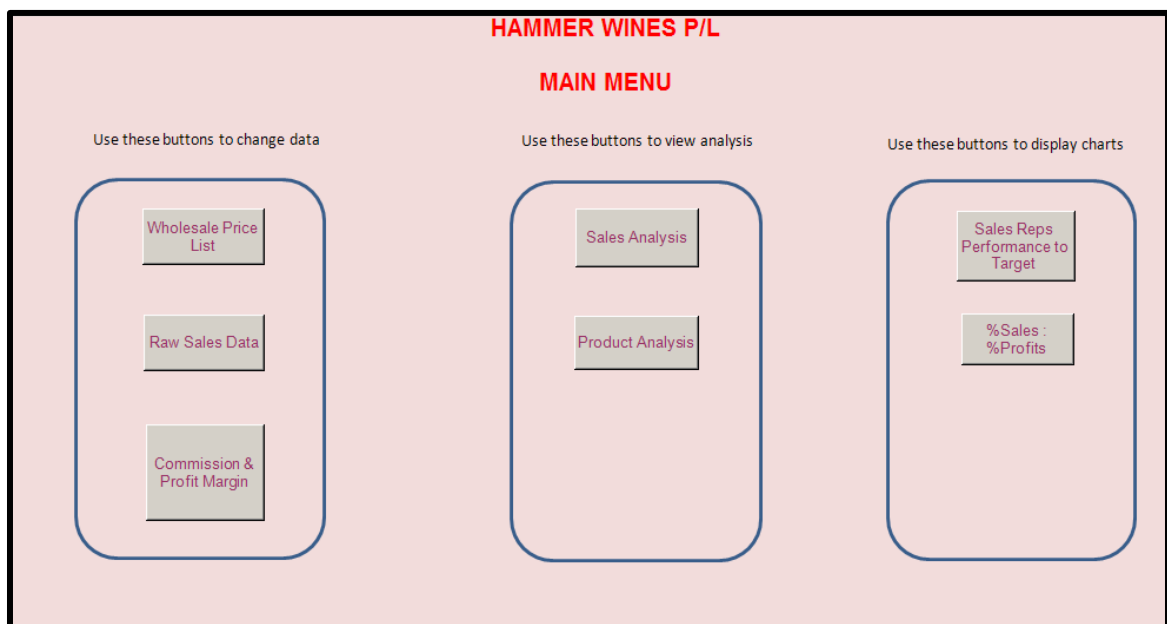 HAMMER WINES P/L
MAIN MENU
Use these buttons to change data
Wholesale Price
List
Raw Sales Data
Commission &
Profit Margin
Use these buttons to view analysis
Sales Analysis
Product Analysis
Use these buttons to display charts
Sales Reps
Performance to
Target
%Sales :
%Profits